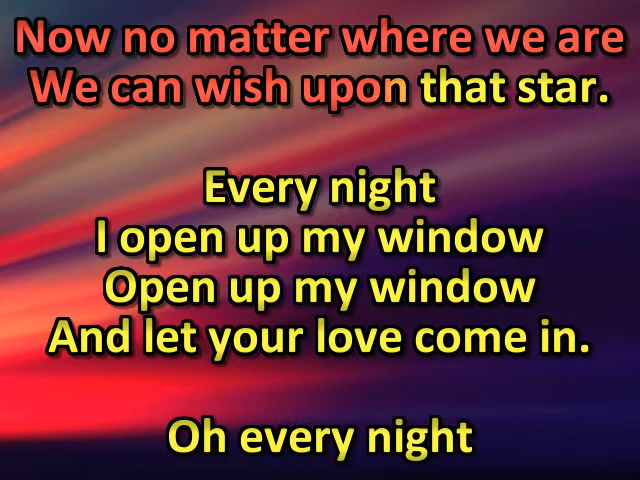 Now no matter where we are
We can wish upon that star.
Every night
I open up my window
Open up my window
And let your love come in.
Oh every night